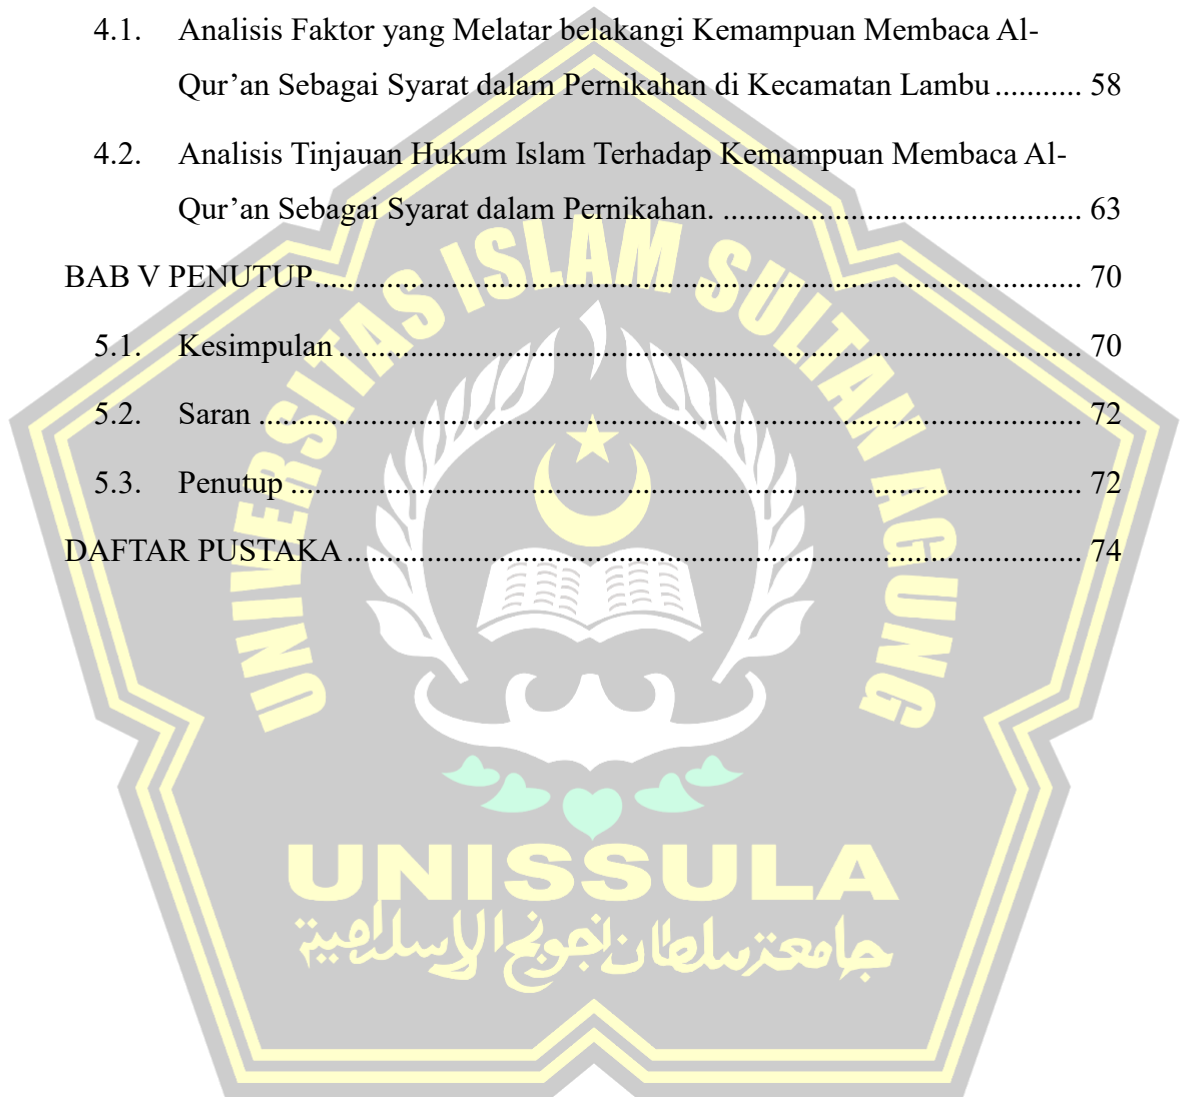 4.1. Analisis Faktor yang Melatar belakangi Kemampuan Membaca Al-
Qur’an Sebagai Syarat dalam Pernikahan di Kecamatan Lambu ........... 58
4.2. Analisis Tinjauan Hukum Islam Terhadap Kemampuan Membaca Al-
Qur’an Sebagai Syarat dalam Pernikahan. ............................................. 63
BAB V PENUTUP ................................................................................................ 70
5.1. Kesimpulan ............................................................................................. 70
5.2. Saran ....................................................................................................... 72
5.3. Penutup ................................................................................................... 72
DAFTAR PUSTAKA ............................................................................................ 74
UNIVERSITAS ISLAM SULTAN AGUNG
UNISSULA
جامعة سلطان أجونج الإسلامية